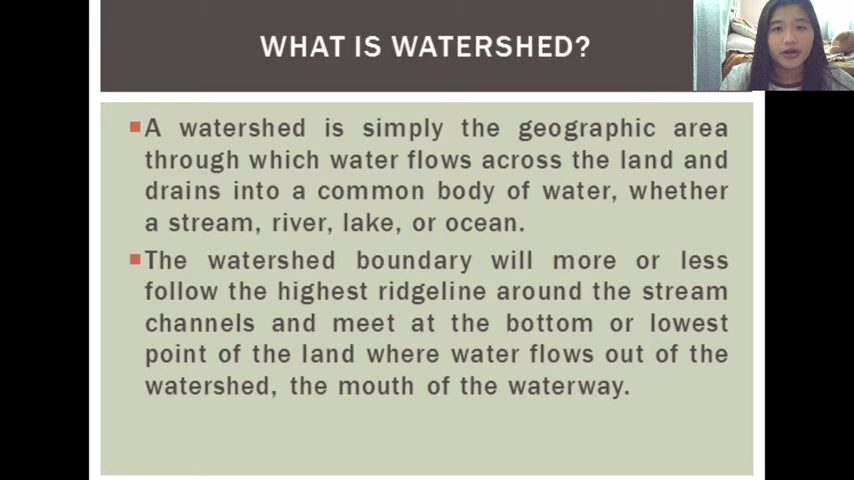 WHAT IS WATERSHED?
A watershed is simply the geographic area
through which water flows across the land and
drains into a common body of water, whether
a stream, river, lake, or ocean.
The watershed boundary will more or less
follow the highest ridgeline around the stream
channels and meet at the bottom or lowest
point of the land where water flows out of the
watershed, the mouth of the waterway.